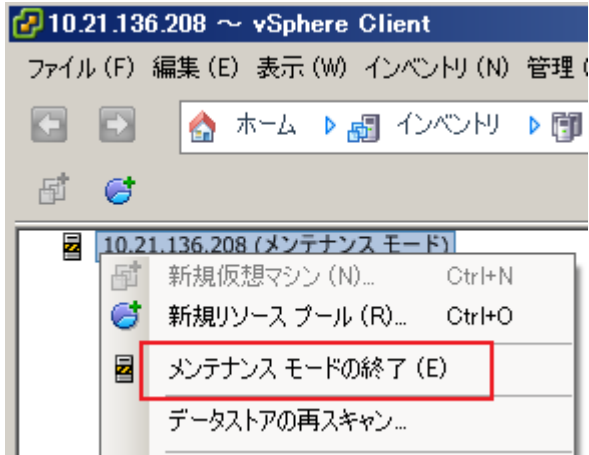 10.21.136.208 ～ vSphere Client
ファイル (F) 編集 (E) 表示 (W) インベントリ (N) 管理 (
ホーム インベントリ
10.21.136.208 (メンテナンス モード)
新規仮想マシン (N)... Ctrl+N
新規リソース プール (R)... Ctrl+O
メンテナンス モードの終了 (E)
データストアの再スキャン...